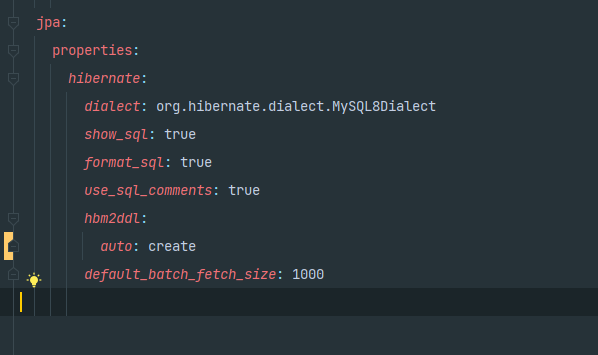 jpa:
properties:
hibernate:
dialect: org.hibernate.dialect.MySQL8Dialect
show_sql: true
format_sql: true
use_sql_comments: true
hbm2ddl:
auto: create
default_batch_fetch_size: 1000